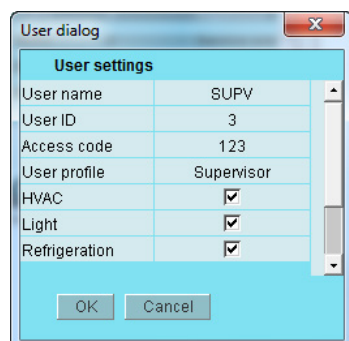 User dialog
User settings
User name SUPV
User ID 3
Access code 123
User profile Supervisor
HVAC
Light
Refrigeration
OK Cancel